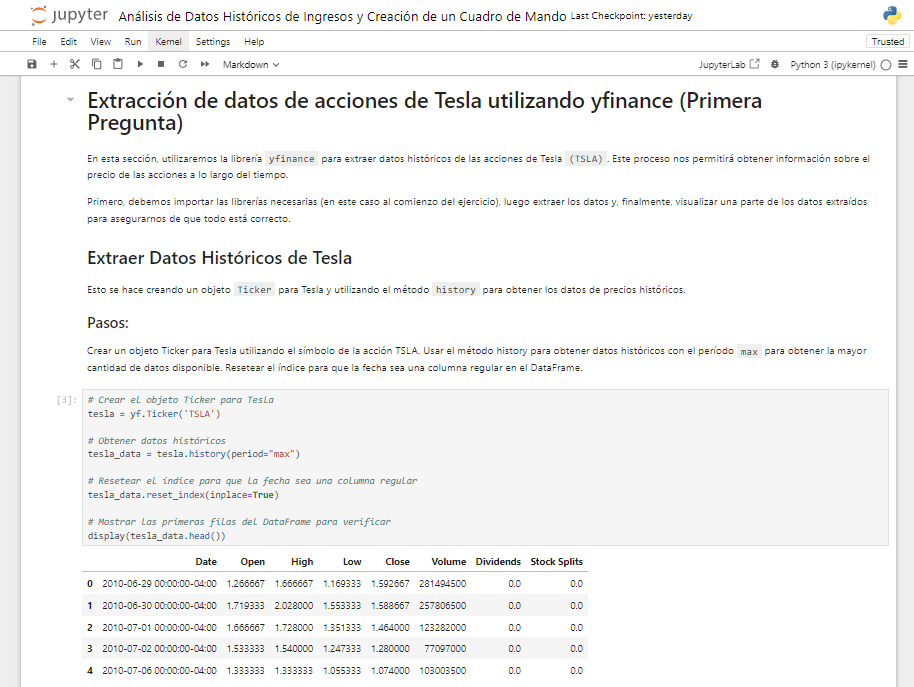 jupyter Análisis de Datos Históricos de Ingresos y Creación de un Cuadro de Mando Last Checkpoint: yesterday
File Edit View Run Kernel Settings Help Trusted
Markdown JupyterLab Python 3 (ipykernel)
Extracción de datos de acciones de Tesla utilizando yfinance (Primera
Pregunta)
En esta sección, utilizaremos la librería yfinance para extraer datos históricos de las acciones de Tesla (TSLA). Este proceso nos permitirá obtener información sobre el
precio de las acciones a lo largo del tiempo.
Primero, debemos importar las librerías necesarias (en este caso al comienzo del ejercicio), luego extraer los datos y, finalmente, visualizar una parte de los datos extraídos
para asegurarnos de que todo está correcto.
Extraer Datos Históricos de Tesla
Esto se hace creando un objeto Ticker para Tesla y utilizando el método history para obtener los datos de precios históricos.
Pasos:
Crear un objeto Ticker para Tesla utilizando el símbolo de la acción TSLA. Usar el método history para obtener datos históricos con el período max para obtener la mayor
cantidad de datos disponible. Resetear el índice para que la fecha sea una columna regular en el DataFrame.
[3]: # Crear el objeto Ticker para Tesla
tesla = yf.Ticker('TSLA')
# Obtener datos históricos
tesla_data = tesla.history(period="max")
# Resetear el índice para que la fecha sea una columna regular
tesla_data.reset_index(inplace=True)
# Mostrar las primeras filas del DataFrame para verificar
display(tesla_data.head())
Date Open High Low Close Volume Dividends Stock Splits
0 2010-06-29 00:00:00-04:00 1.266667 1.666667 1.169333 1.592667 281494500 0.0 0.0
1 2010-06-30 00:00:00-04:00 1.719333 2.028000 1.553333 1.588667 257806500 0.0 0.0
2 2010-07-01 00:00:00-04:00 1.666667 1.728000 1.351333 1.464000 123282000 0.0 0.0
3 2010-07-02 00:00:00-04:00 1.533333 1.540000 1.247333 1.280000 77097000 0.0 0.0
4 2010-07-06 00:00:00-04:00 1.333333 1.333333 1.055333 1.074000 103003500 0.0 0.0